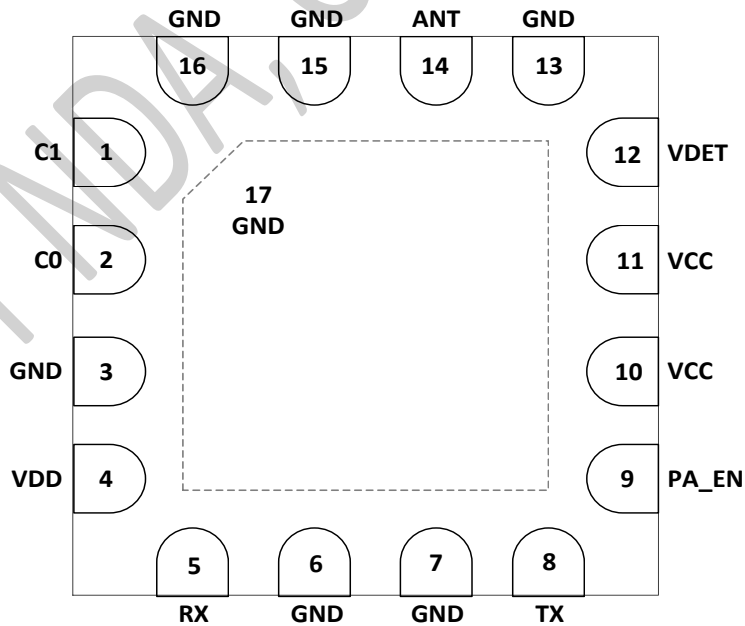 GND GND ANT GND
16 15 14 13
C1 1 12 VDET
17
GND
C0 2 11 VCC
GND 3 10 VCC
VDD 4 9 PA_EN
5 6 7 8
RX GND GND TX
NDA,